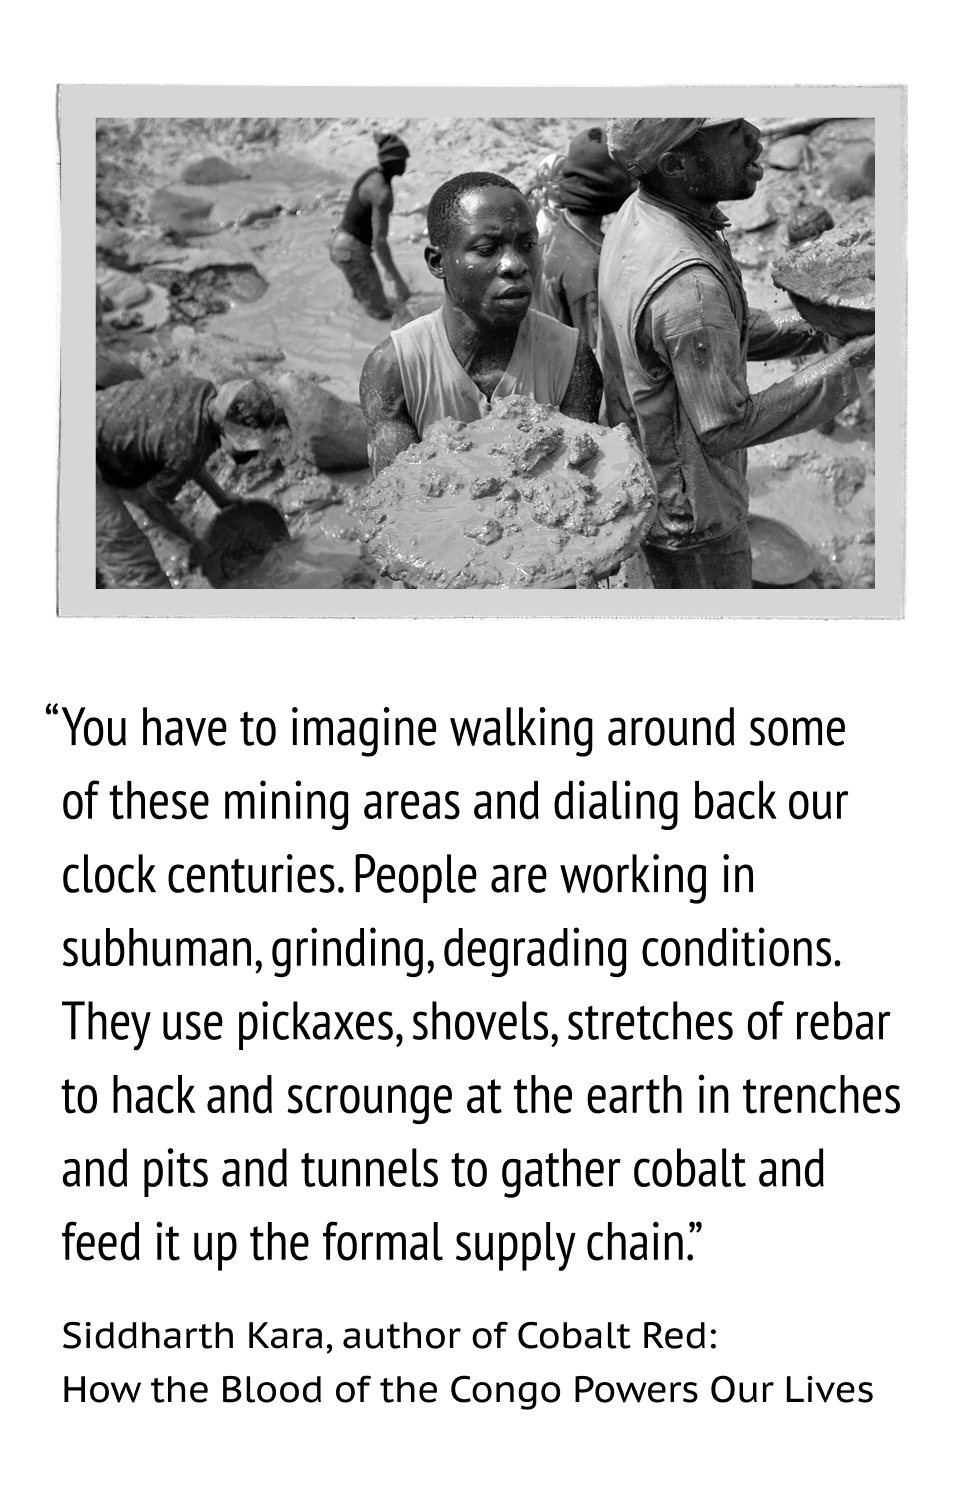 “You have to imagine walking around some
of these mining areas and dialing back our
clock centuries. People are working in
subhuman, grinding, degrading conditions.
They use pickaxes, shovels, stretches of rebar
to hack and scrounge at the earth in trenches
and pits and tunnels to gather cobalt and
feed it up the formal supply chain.”
Siddharth Kara, author of Cobalt Red:
How the Blood of the Congo Powers Our Lives